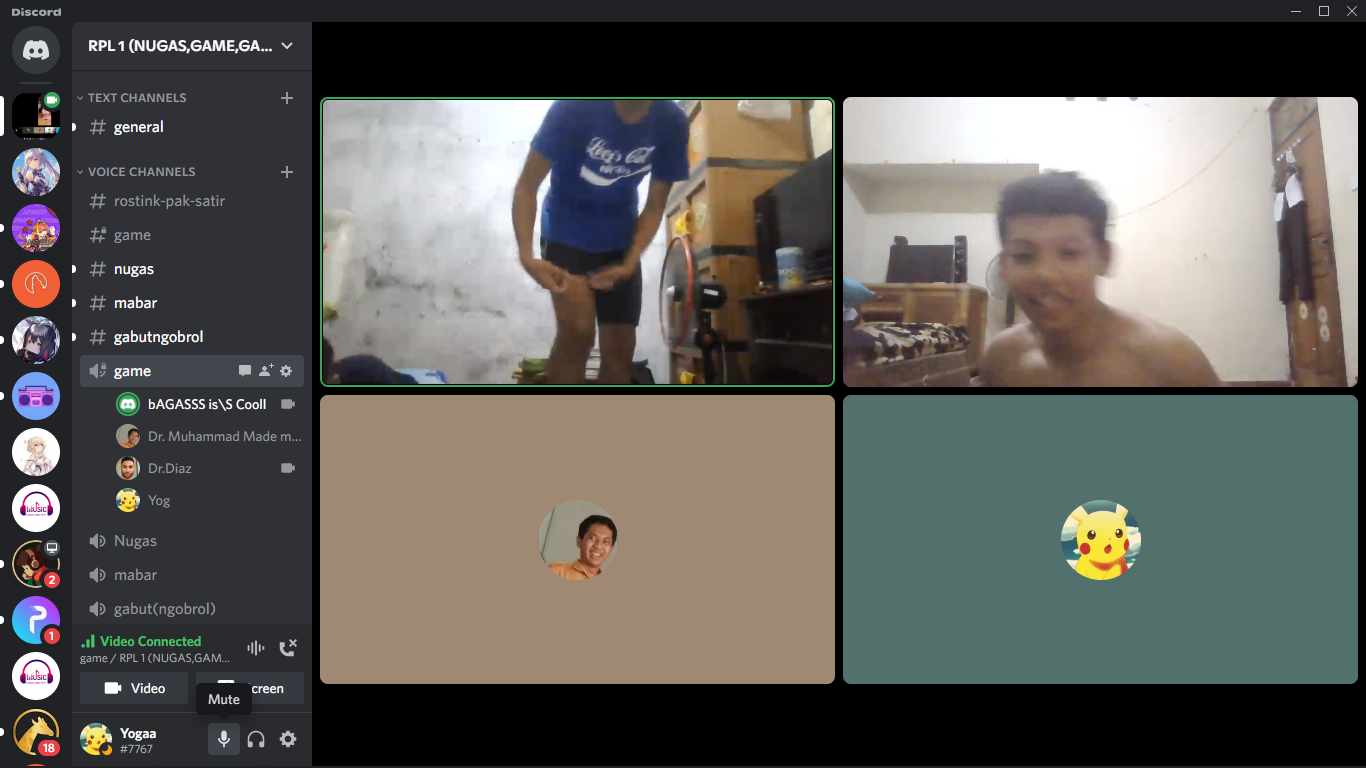 Discord
RPL 1 (NUGAS,GAME,GA...
TEXT CHANNELS
general
VOICE CHANNELS
rostink-pak-satir
game
nugas
mabar
gabutngobrol
game
bAGASSS is\S Cooll
Dr. Muhammad Made m...
Dr.Diaz
Yog
Nugas
mabar
gabut(ngobrol)
Video Connected
game / RPL 1 (NUGAS,GAM...
Video
creen
Mute
Yogaa
#7767
MUSIC
2
1
MUSIC
18